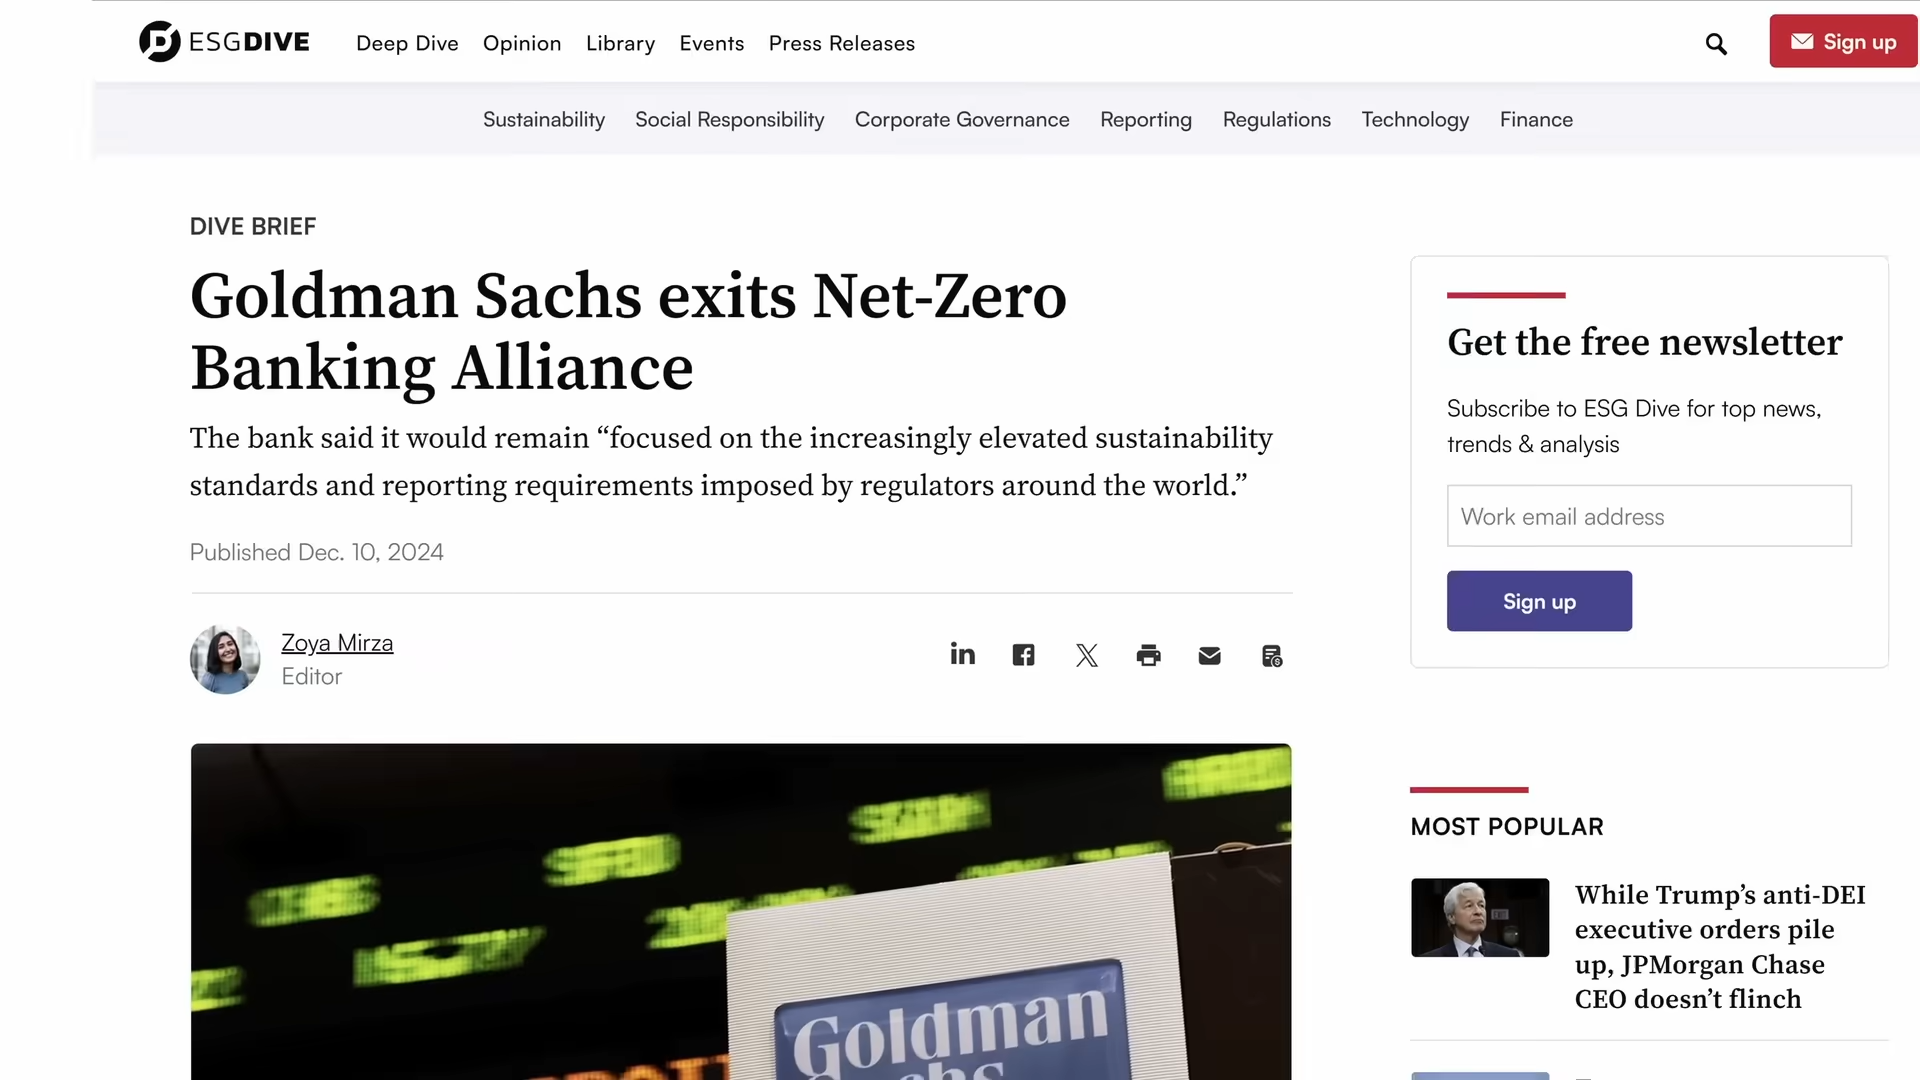 ESGDIVE
Deep Dive
Opinion
Library
Events
Press Releases
Sign up
Sustainability
Social Responsibility
Corporate Governance
Reporting
Regulations
Technology
Finance
DIVE BRIEF
Goldman Sachs exits Net-Zero
Banking Alliance
The bank said it would remain “focused on the increasingly elevated sustainability
standards and reporting requirements imposed by regulators around the world.”
Published Dec. 10, 2024
Zoya Mirza
Editor
Goldman
Get the free newsletter
Subscribe to ESG Dive for top news,
trends & analysis
Work email address
Sign up
MOST POPULAR
While Trump’s anti-DEI
executive orders pile
up, JPMorgan Chase
CEO doesn’t flinch